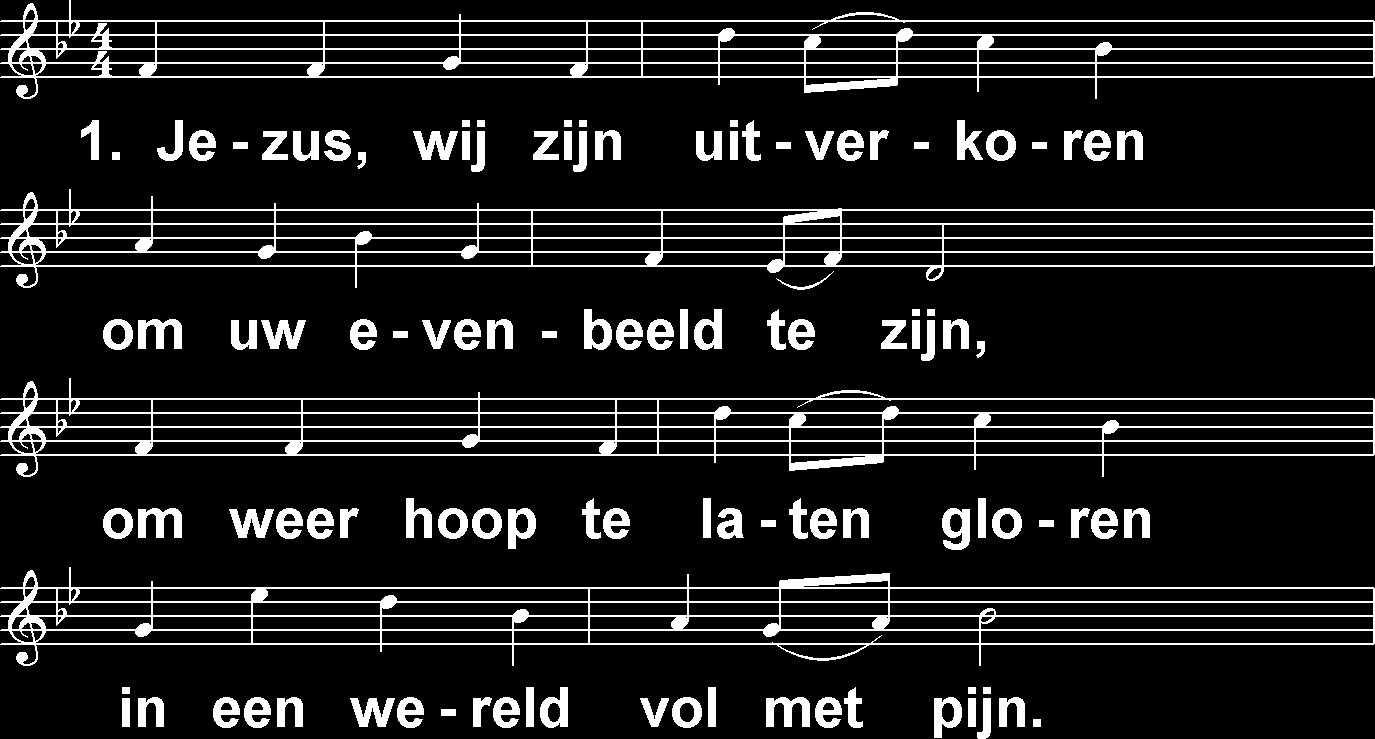 1. Je - zus, wij zijn uit - ver - ko - ren
om uw e - ven - beeld te zijn,
om weer hoop te la - ten glo - ren
in een we - reld vol met pijn.